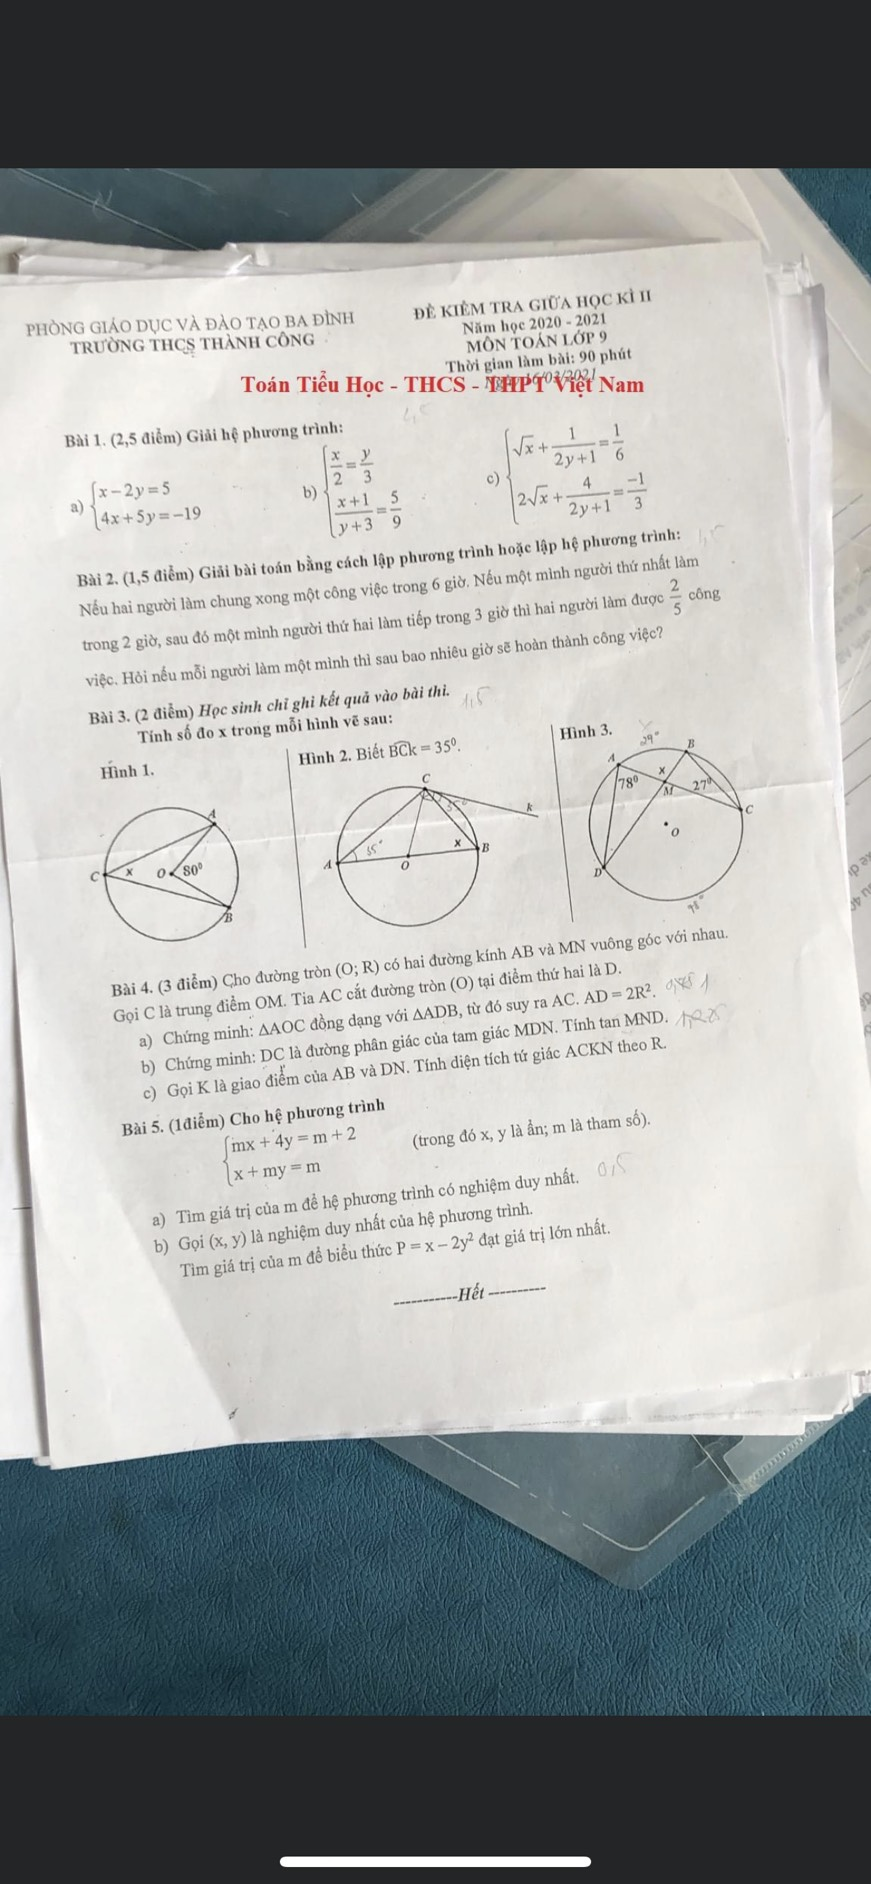 PHÒNG GIÁO DỤC VÀ ĐÀO TẠO BA ĐÌNH
TRƯỜNG THCS THÀNH CÔNG
ĐỀ KIỂM TRA GIỮA HỌC KÌ II
Năm học 2020 - 2021
MÔN TOÁN LỚP 9
Thời gian làm bài: 90 phút
Toán Tiểu Học - THCS - THPT Việt Nam
Bài 1. (2,5 điểm) Giải hệ phương trình:
a) { x − 2y = 5
4x + 5y = −19
b) { x/2 = y/3
(x+1)/(y+3) = 5/9
c) { √x + 1/(2y+1) = 1/6
2√x + 4/(2y+1) = −1/3
Bài 2. (1,5 điểm) Giải bài toán bằng cách lập phương trình hoặc lập hệ phương trình:
Nếu hai người làm chung xong một công việc trong 6 giờ. Nếu một mình người thứ nhất làm
trong 2 giờ, sau đó một mình người thứ hai làm tiếp trong 3 giờ thì hai người làm được 2/5 công
việc. Hỏi nếu mỗi người làm một mình thì sau bao nhiêu giờ sẽ hoàn thành công việc?
Bài 3. (2 điểm) Học sinh chỉ ghi kết quả vào bài thi.
1,5
Tính số đo x trong mỗi hình vẽ sau:
Hình 1.
A
C x O 80⁰
B
Hình 2. Biết BCk = 35⁰.
C
35°
k
A 35° x B
O
Hình 3.
29°
A B
78⁰ x M 27⁰
C
O
D
Bài 4. (3 điểm) Cho đường tròn (O; R) có hai đường kính AB và MN vuông góc với nhau.
Gọi C là trung điểm OM. Tia AC cắt đường tròn (O) tại điểm thứ hai là D.
a) Chứng minh: ΔAOC đồng dạng với ΔADB, từ đó suy ra AC. AD = 2R².
b) Chứng minh: DC là đường phân giác của tam giác MDN. Tính tan MND.
c) Gọi K là giao điểm của AB và DN. Tính diện tích tứ giác ACKN theo R.
Bài 5. (1điểm) Cho hệ phương trình
{ mx + 4y = m + 2
x + my = m
(trong đó x, y là ẩn; m là tham số).
a) Tìm giá trị của m để hệ phương trình có nghiệm duy nhất.
0,5
b) Gọi (x, y) là nghiệm duy nhất của hệ phương trình.
Tìm giá trị của m để biểu thức P = x − 2y² đạt giá trị lớn nhất.
-----------Hết ----------